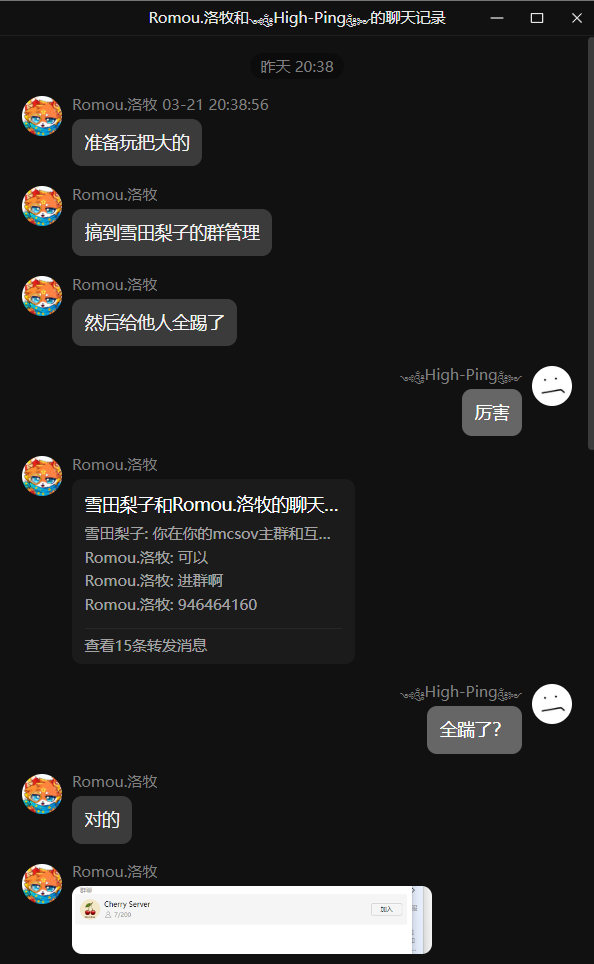 Romou.洛牧和High-Ping的聊天记录
昨天 20:38
Romou.洛牧 03-21 20:38:56
准备玩把大的
Romou.洛牧
搞到雪田梨子的群管理
Romou.洛牧
然后给他人全踢了
High-Ping
厉害
Romou.洛牧
雪田梨子和Romou.洛牧的聊天...
雪田梨子: 你在你的mcsov主群和互...
Romou.洛牧: 可以
Romou.洛牧: 进群啊
Romou.洛牧: 946464160
查看15条转发消息
High-Ping
全踹了？
Romou.洛牧
对的
Romou.洛牧
Cherry Server
7/200
加入